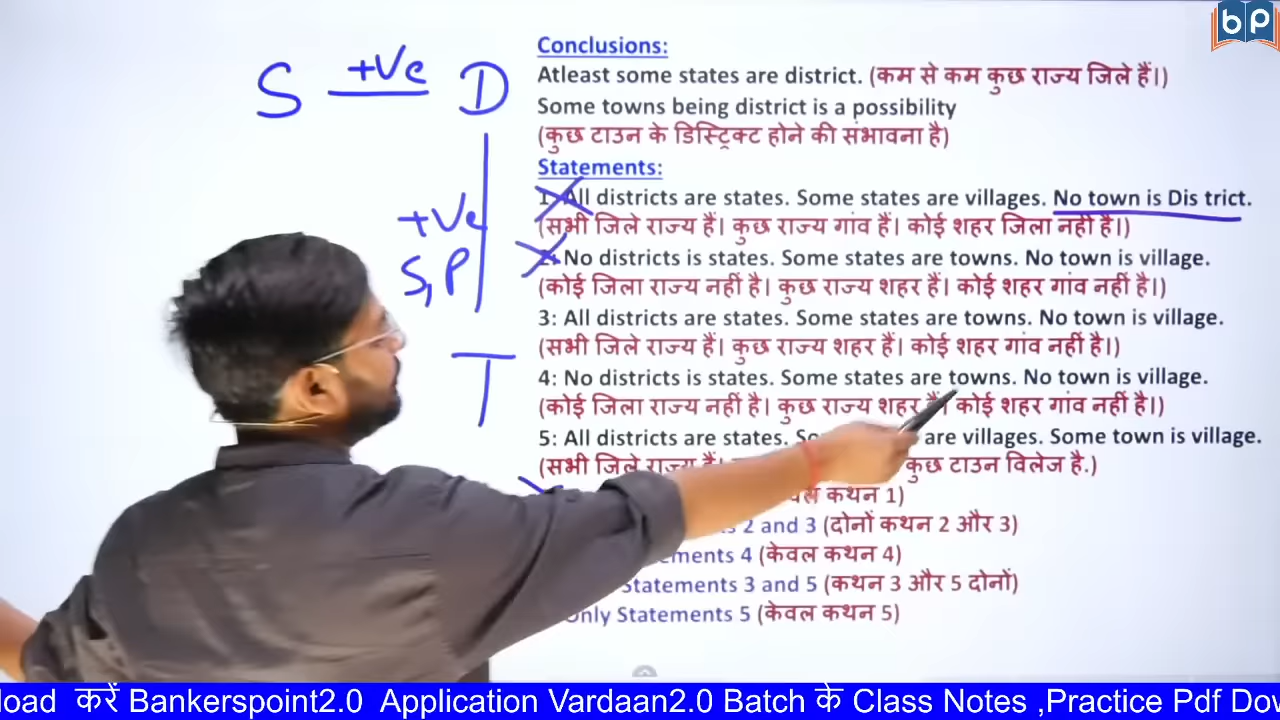 bp
S +ve D
+ve
S, P
T
Conclusions:
Atleast some states are district. (कम से कम कुछ राज्य जिले हैं।)
Some towns being district is a possibility
(कुछ टाउन के डिस्ट्रिक्ट होने की संभावना है)
Statements:
1: All districts are states. Some states are villages. No town is Dis trict.
(सभी जिले राज्य हैं। कुछ राज्य गांव हैं। कोई शहर जिला नहीं है।)
2: No districts is states. Some states are towns. No town is village.
(कोई जिला राज्य नहीं है। कुछ राज्य शहर हैं। कोई शहर गांव नहीं है।)
3: All districts are states. Some states are towns. No town is village.
(सभी जिले राज्य हैं। कुछ राज्य शहर हैं। कोई शहर गांव नहीं है।)
4: No districts is states. Some states are towns. No town is village.
(कोई जिला राज्य नहीं है। कुछ राज्य शहर हैं। कोई शहर गांव नहीं है।)
5: All districts are states. are villages. Some town is village.
(सभी जिले राज्य हैं। कुछ टाउन विलेज है.)
कथन 1)
2 and 3 (दोनों कथन 2 और 3)
4 (केवल कथन 4)
Statements 3 and 5 (कथन 3 और 5 दोनों)
Only Statements 5 (केवल कथन 5)
करें Bankerspoint2.0 Application Vardaan2.0 Batch के Class Notes ,Practice Pdf